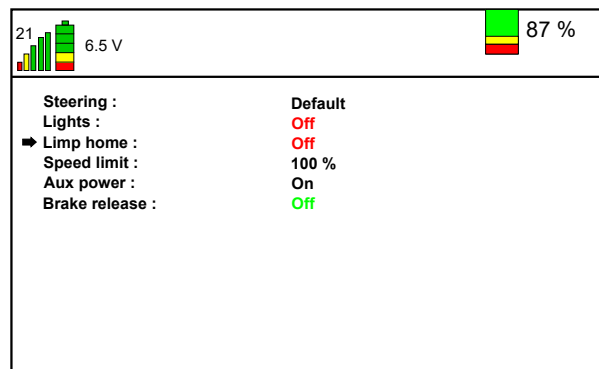 21
6.5 V
87 %
Steering : Default
Lights : Off
Limp home : Off
Speed limit : 100 %
Aux power : On
Brake release : Off